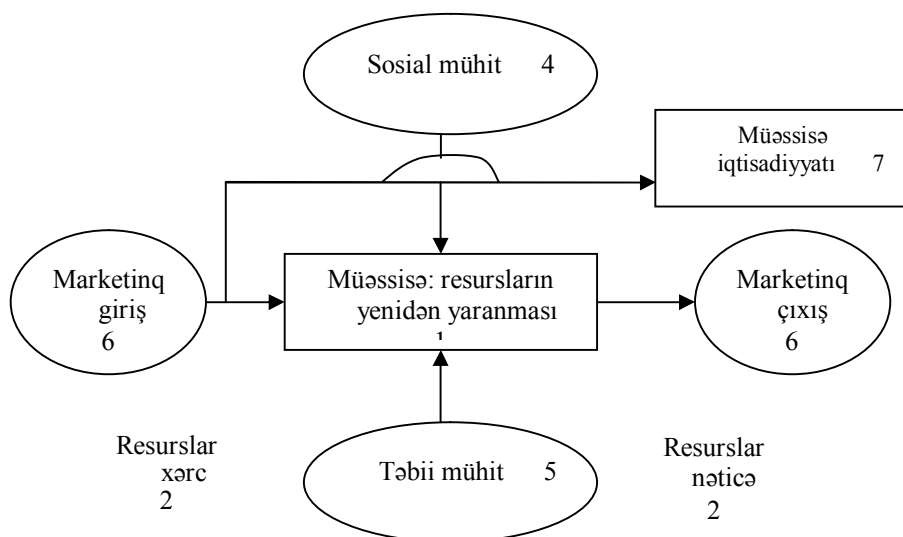 Sosial mühit 4
Müəssisə
iqtisadiyyatı 7
Marketinq
giriş
6
Müəssisə: resursların
yenidən yaranması
1
Marketinq
çıxış
6
Resurslar
xərc
2
Təbii mühit 5
Resurslar
nəticə
2